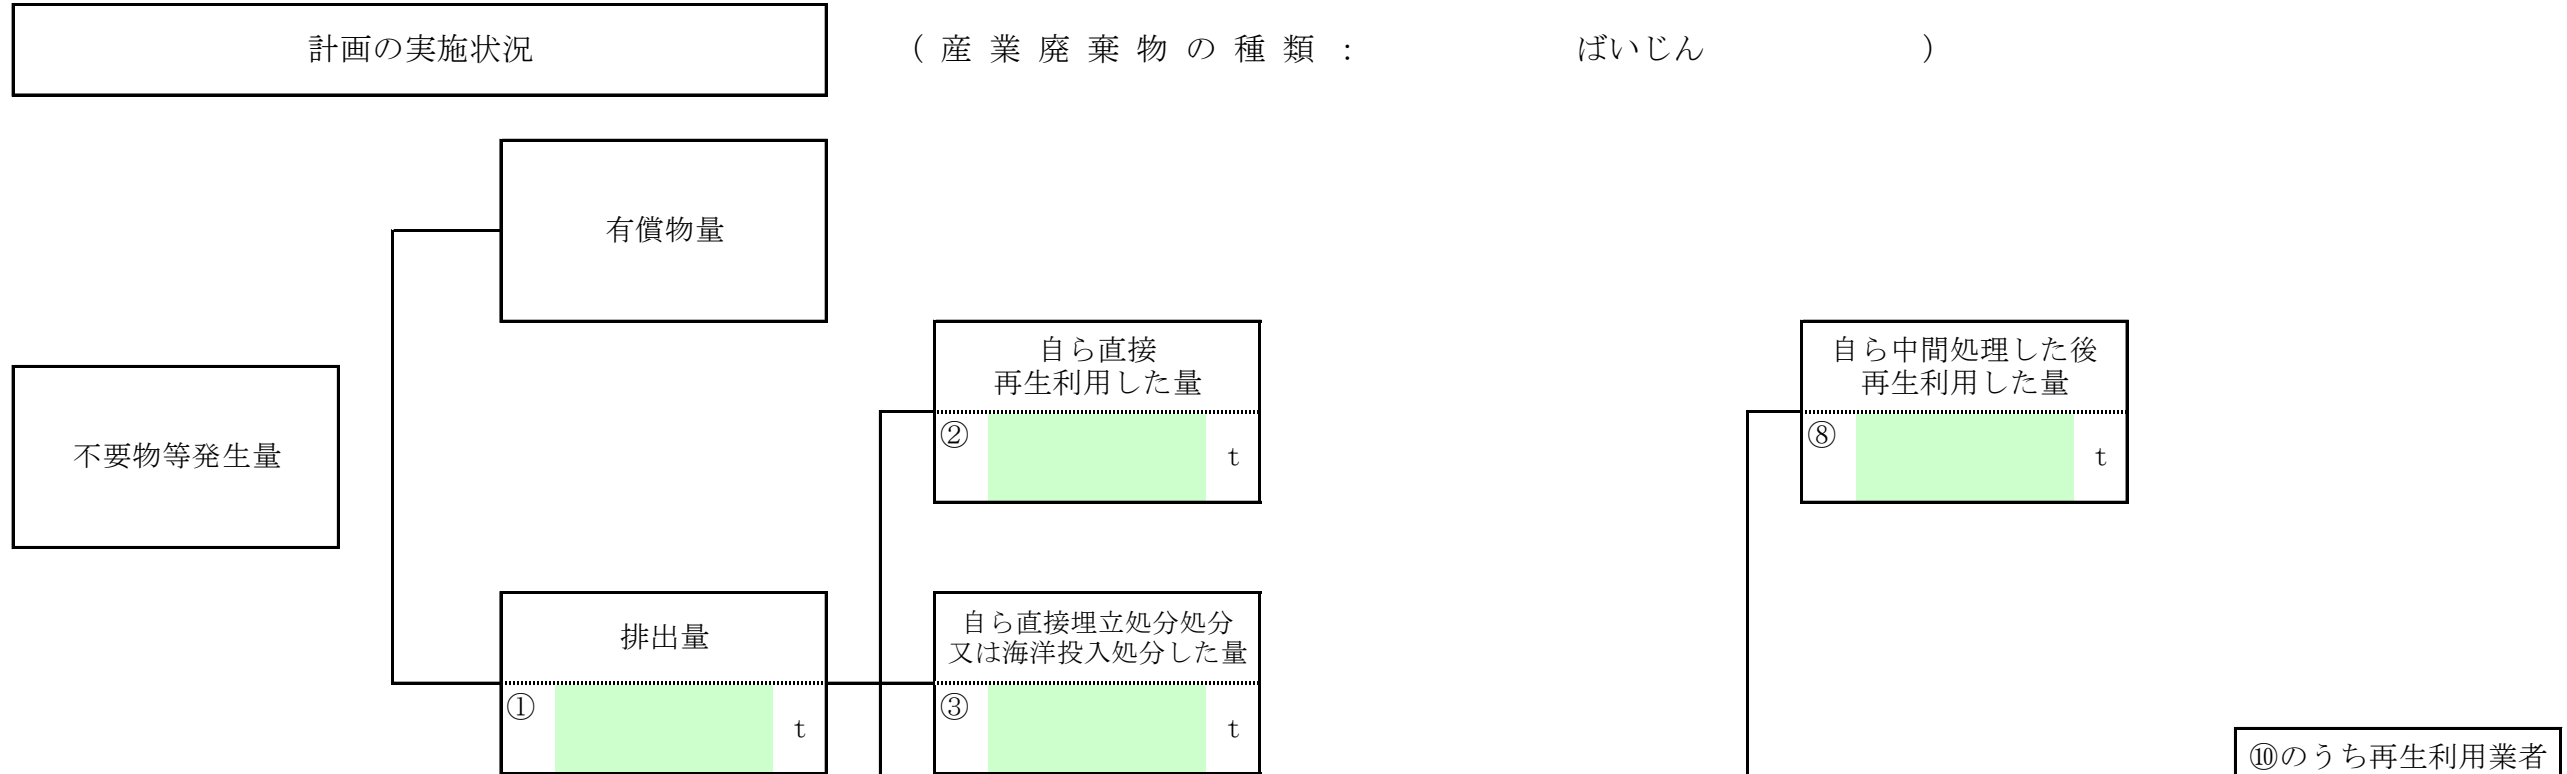 計画の実施状況
（産業廃棄物の種類： ばいじん ）
有償物量
自ら直接
再生利用した量
② t
自ら中間処理した後
再生利用した量
⑧ t
不要物等発生量
排出量
① t
自ら直接埋立処分処分
又は海洋投入処分した量
③ t
⑩のうち再生利用業者